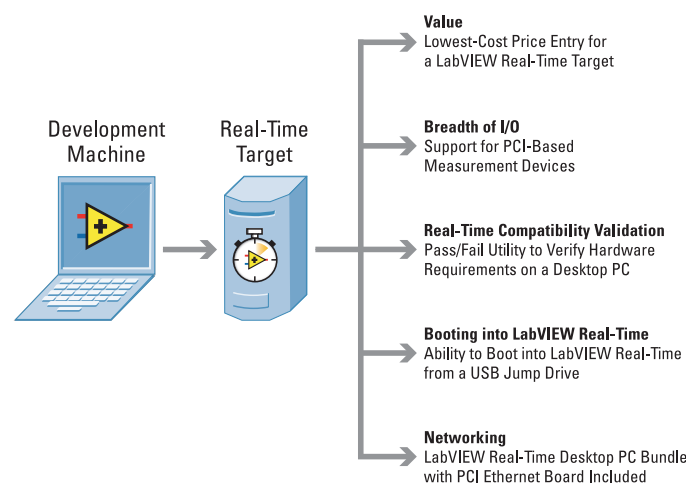 Value
Lowest-Cost Price Entry for
a LabVIEW Real-Time Target
Development
Machine
Real-Time
Target
Breadth of I/O
Support for PCI-Based
Measurement Devices
Real-Time Compatibility Validation
Pass/Fail Utility to Verify Hardware
Requirements on a Desktop PC
Booting into LabVIEW Real-Time
Ability to Boot into LabVIEW Real-Time
from a USB Jump Drive
Networking
LabVIEW Real-Time Desktop PC Bundle
with PCI Ethernet Board Included